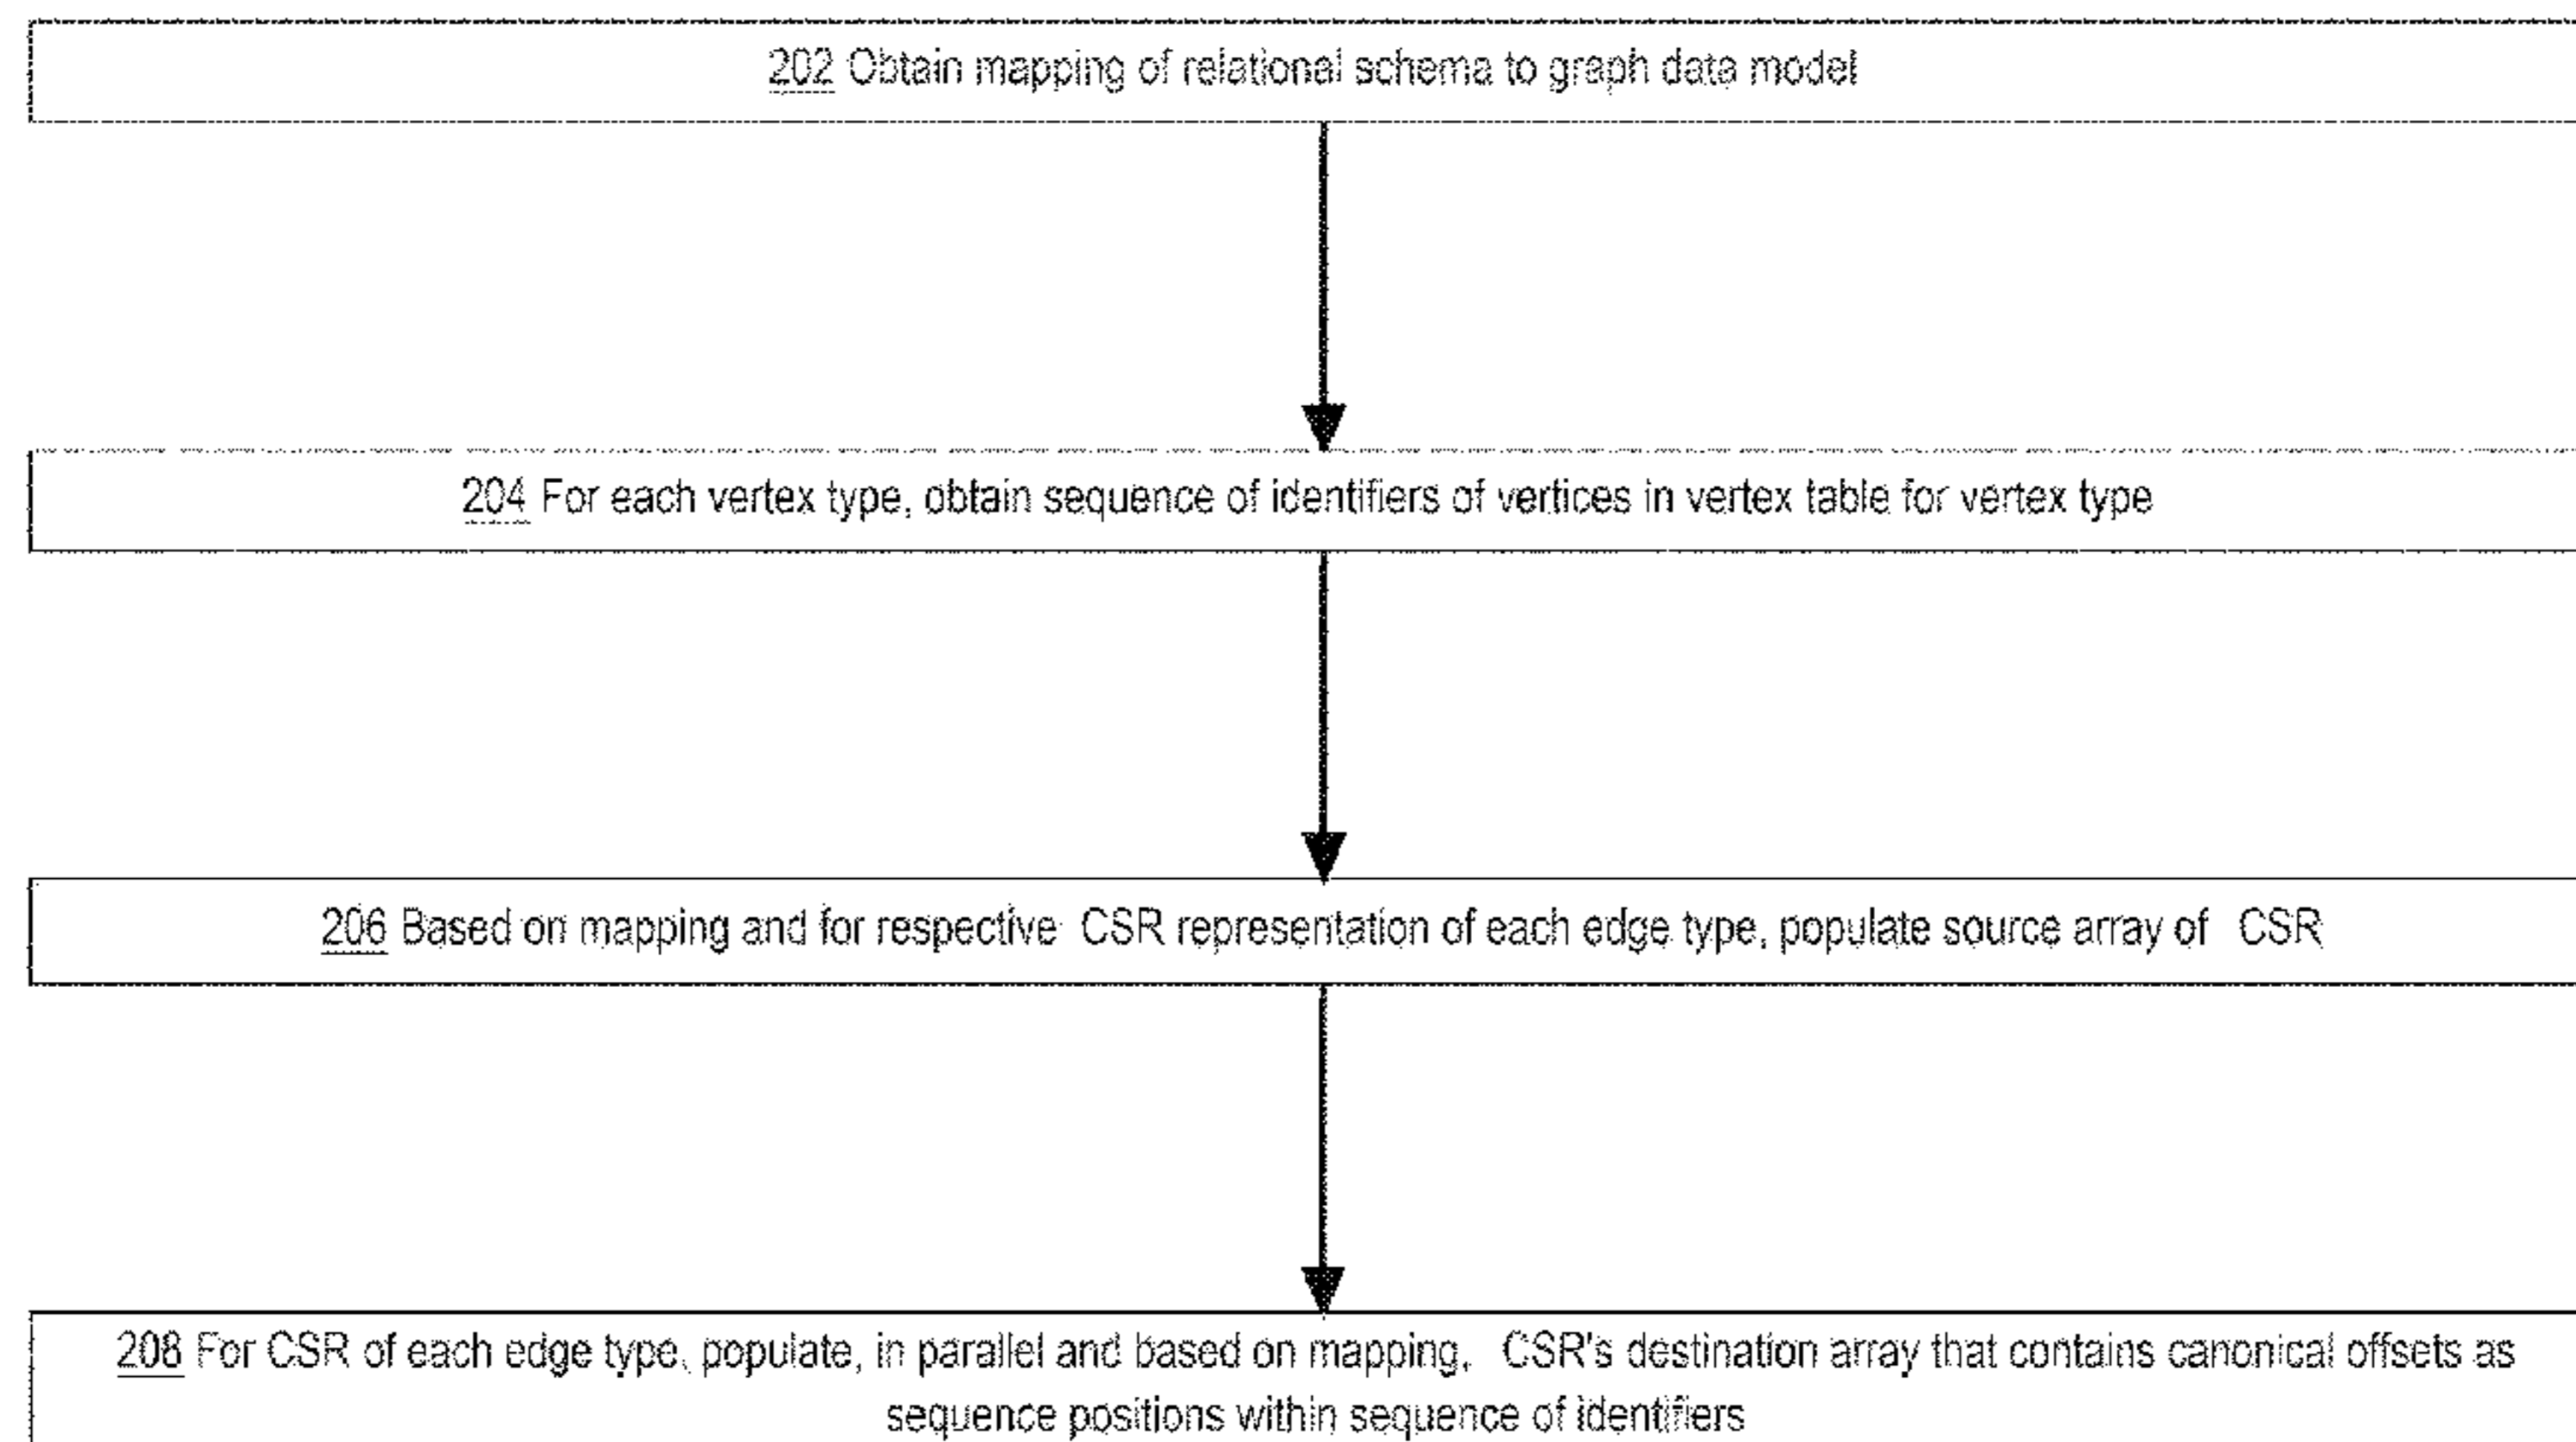 202 Obtain mapping of relational schema to graph data model
204 For each vertex type, obtain sequence of identifiers of vertices in vertex table for vertex type
206 Based on mapping and for respective CSR representation of each edge type, populate source array of CSR
208 For CSR of each edge type, populate, in parallel and based on mapping, CSR's destination array that contains canonical offsets as
sequence positions within sequence of identifiers